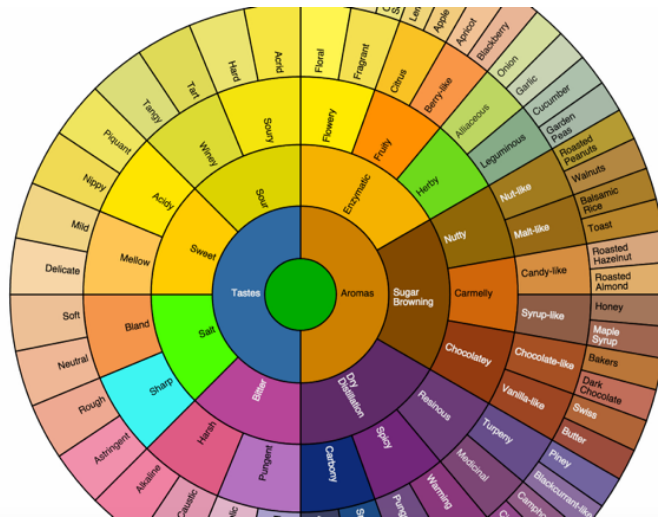 Tastes
Aromas
Sour
Sweet
Salt
Bitter
Enzymatic
Sugar
Browning
Dry
Distillation
Soury
Winey
Acidy
Mellow
Bland
Sharp
Harsh
Pungent
Flowery
Fruity
Herby
Nutty
Carmelly
Chocolatey
Resinous
Spicy
Carbony
Acrid
Hard
Tart
Tangy
Piquant
Nippy
Mild
Delicate
Soft
Neutral
Rough
Astringent
Alkaline
Caustic
Floral
Fragrant
Citrus
Berry-like
Alliaceous
Leguminous
Nut-like
Malt-like
Candy-like
Syrup-like
Chocolate-like
Vanilla-like
Turpeny
Medicinal
Warming
Apple
Apricot
Blackberry
Onion
Garlic
Cucumber
Garden
Peas
Roasted
Peanuts
Walnuts
Balsamic
Rice
Toast
Roasted
Hazelnut
Roasted
Almond
Honey
Maple
Syrup
Bakers
Dark
Chocolate
Swiss
Butter
Piney
Blackcurrant-like